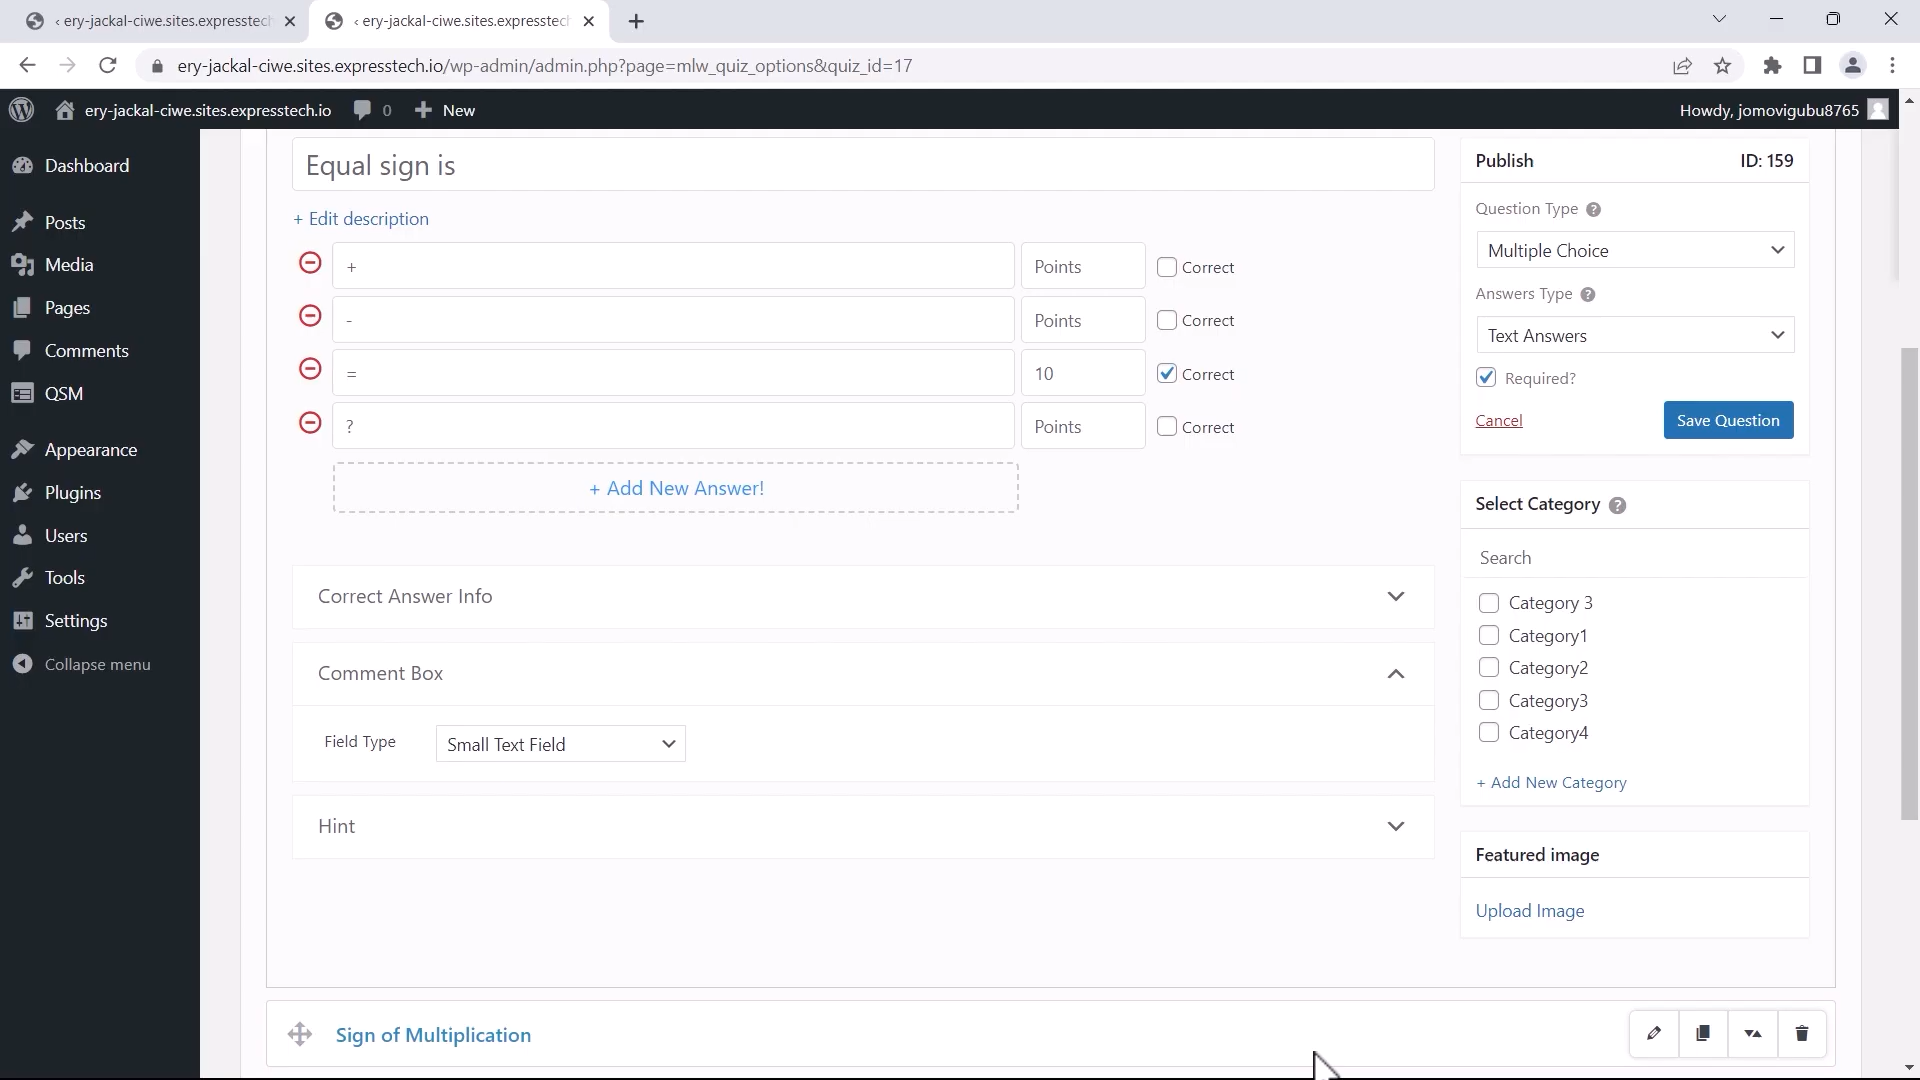 ‹ ery-jackal-ciwe.sites.expresstec
‹ ery-jackal-ciwe.sites.expresstec
ery-jackal-ciwe.sites.expresstech.io/wp-admin/admin.php?page=mlw_quiz_options&quiz_id=17
ery-jackal-ciwe.sites.expresstech.io
0
+ New
Howdy, jomovigubu8765
Dashboard
Posts
Media
Pages
Comments
QSM
Appearance
Plugins
Users
Tools
Settings
Collapse menu
Equal sign is
+ Edit description
+ Points Correct
- Points Correct
= 10 Correct
? Points Correct
+ Add New Answer!
Correct Answer Info
Comment Box
Field Type Small Text Field
Hint
Sign of Multiplication
Publish ID: 159
Question Type ?
Multiple Choice
Answers Type ?
Text Answers
Required?
Cancel Save Question
Select Category ?
Search
Category 3
Category1
Category2
Category3
Category4
+ Add New Category
Featured image
Upload Image